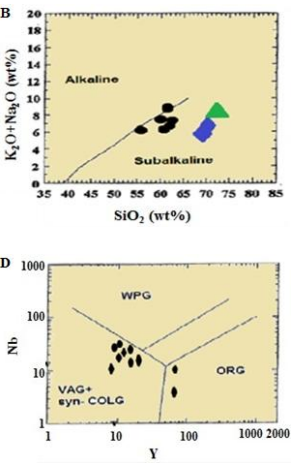 B
20
18
16
14
12
10
8
6
4
2
0
K2O+Na2O (wt%)
Alkaline
Subalkaline
35 40 45 50 55 60 65 70 75 80 85
SiO2 (wt%)
D
1000
100
10
1
Nb
WPG
VAG+
syn- COLG
ORG
1 10 100 1000 2000
Y